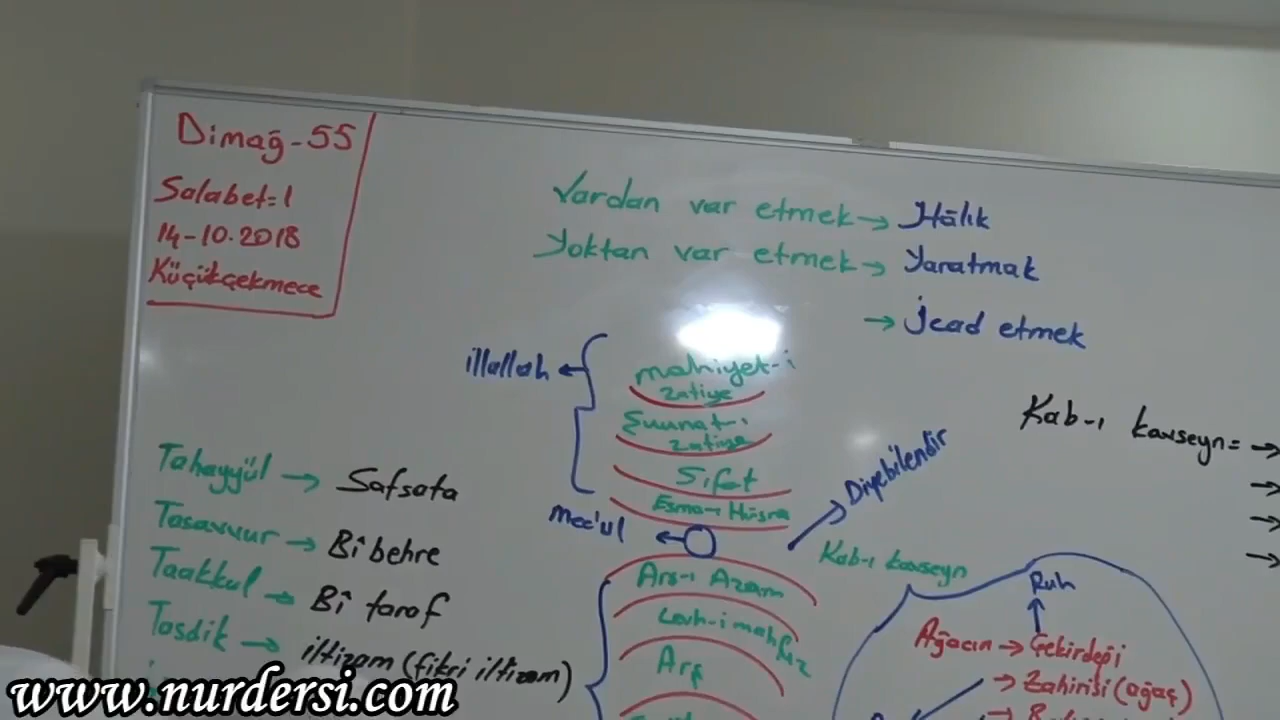 Dimağ-55
Salabet=1
14-10.2018
Küçükçekmece
Vardan var etmek → Hâlık
Yoktan var etmek → Yaratmak
→ İcad etmek
illallah ←
mahiyet-i
zatiye
Şuunat-ı
zatiye
Sıfat
Esma-ı Hüsna
Mec'ul ←
Diyebilendir
Arş-ı Azam
Levh-i mahfuz
Arş
Kab-ı kavseyn= →
→
→
→
Kab-ı kavseyn
Ruh
Ağacın → Çekirdeği
→ Zahirisi (ağaç)
Tahayyül → Safsata
Tasavvur → Bî behre
Taakkul → Bî taraf
Tasdik → iltizam (fikri iltizam)
www.nurdersi.com